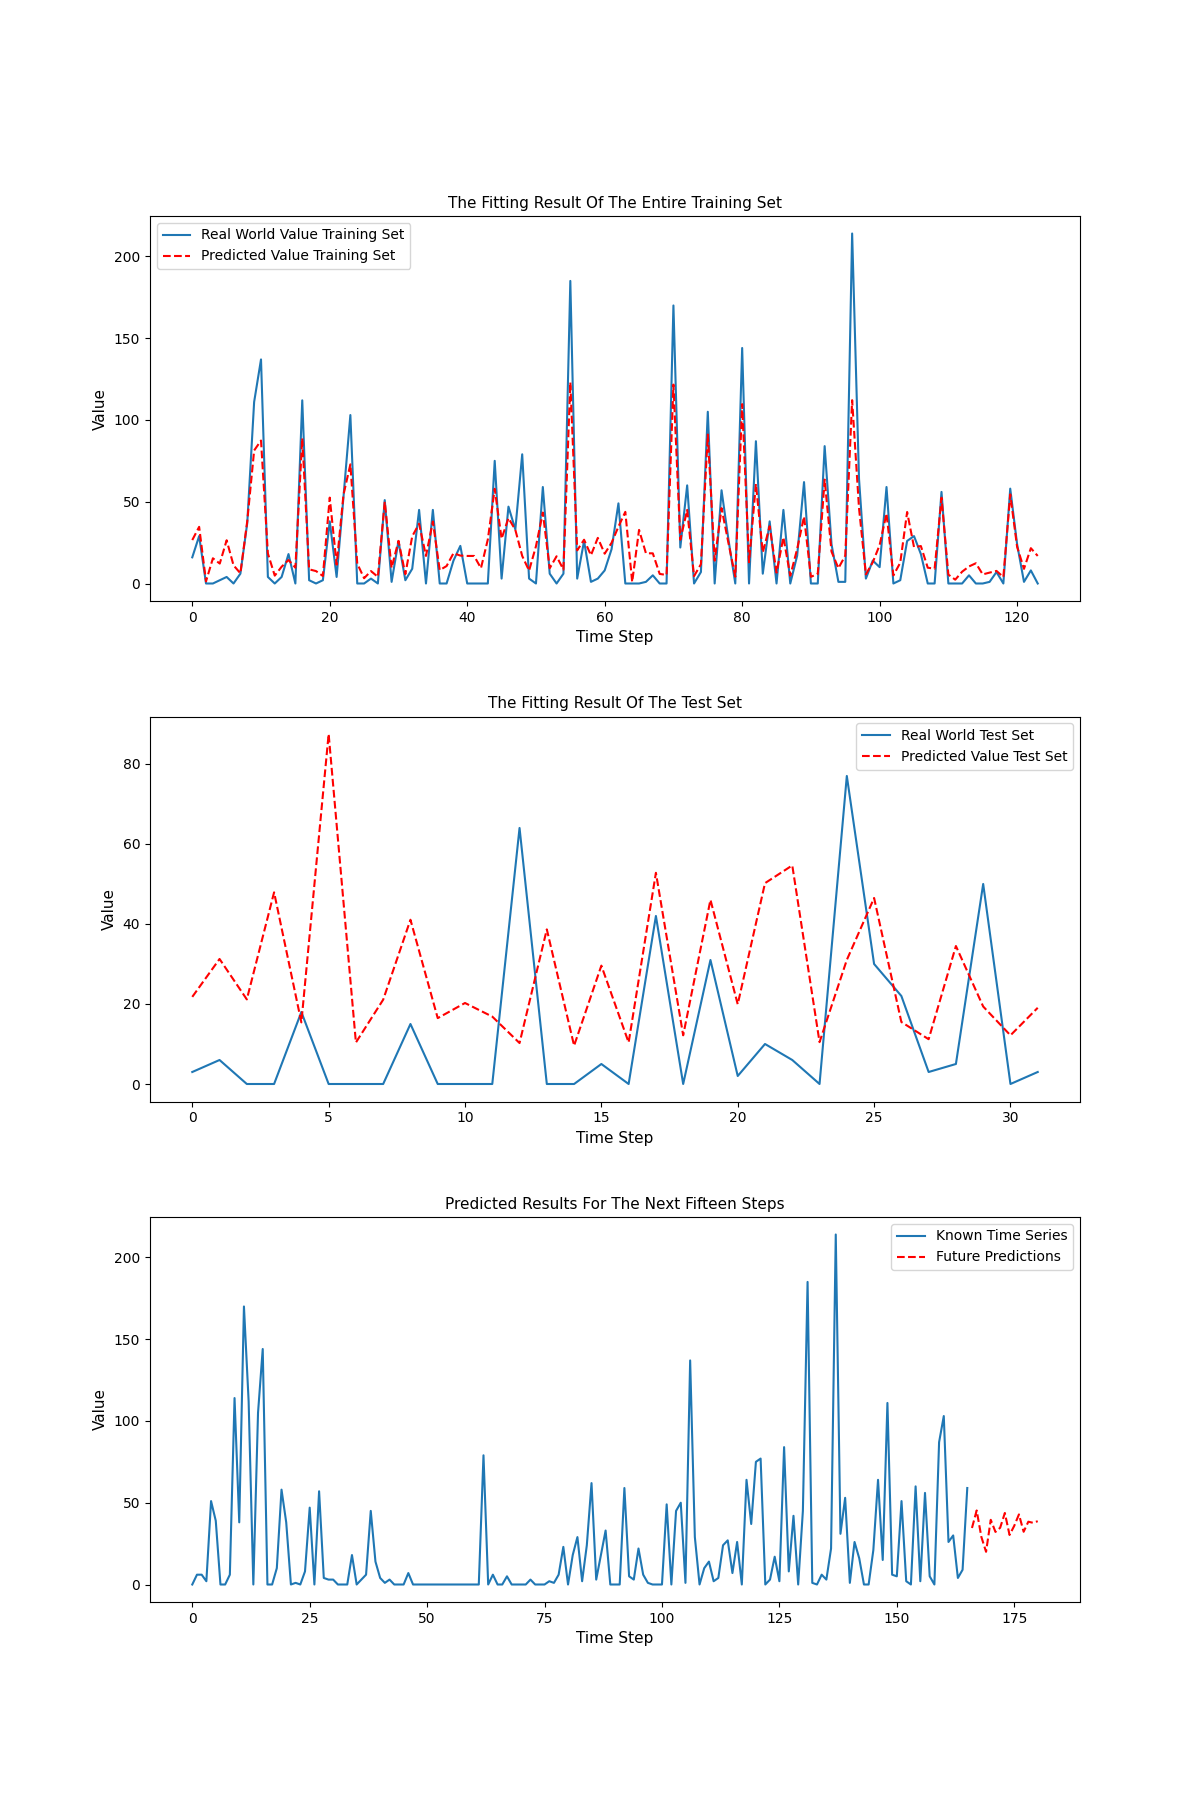 The Fitting Result Of The Entire Training Set
Real World Value Training Set
Predicted Value Training Set
200
150
100
50
0
Value
0 20 40 60 80 100 120
Time Step
The Fitting Result Of The Test Set
Real World Test Set
Predicted Value Test Set
80
60
40
20
0
Value
0 5 10 15 20 25 30
Time Step
Predicted Results For The Next Fifteen Steps
Known Time Series
Future Predictions
200
150
100
50
0
Value
0 25 50 75 100 125 150 175
Time Step